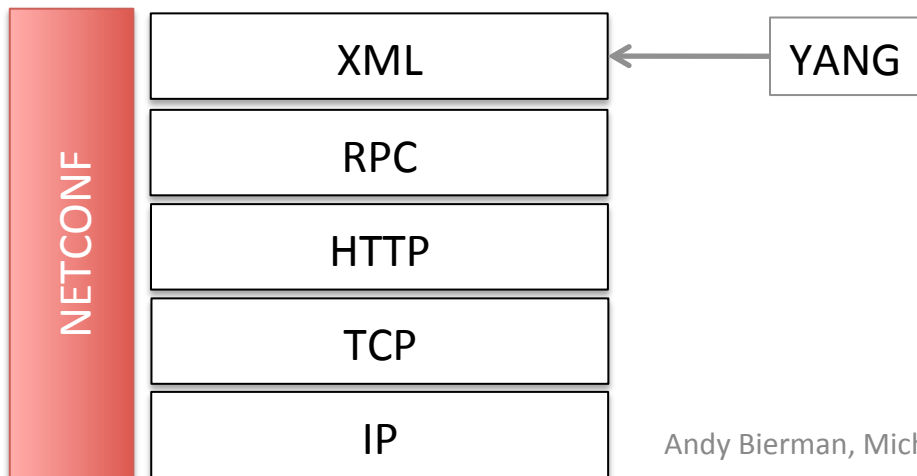 NETCONF
XML
YANG
RPC
HTTP
TCP
IP
Andy Bierman, Mich